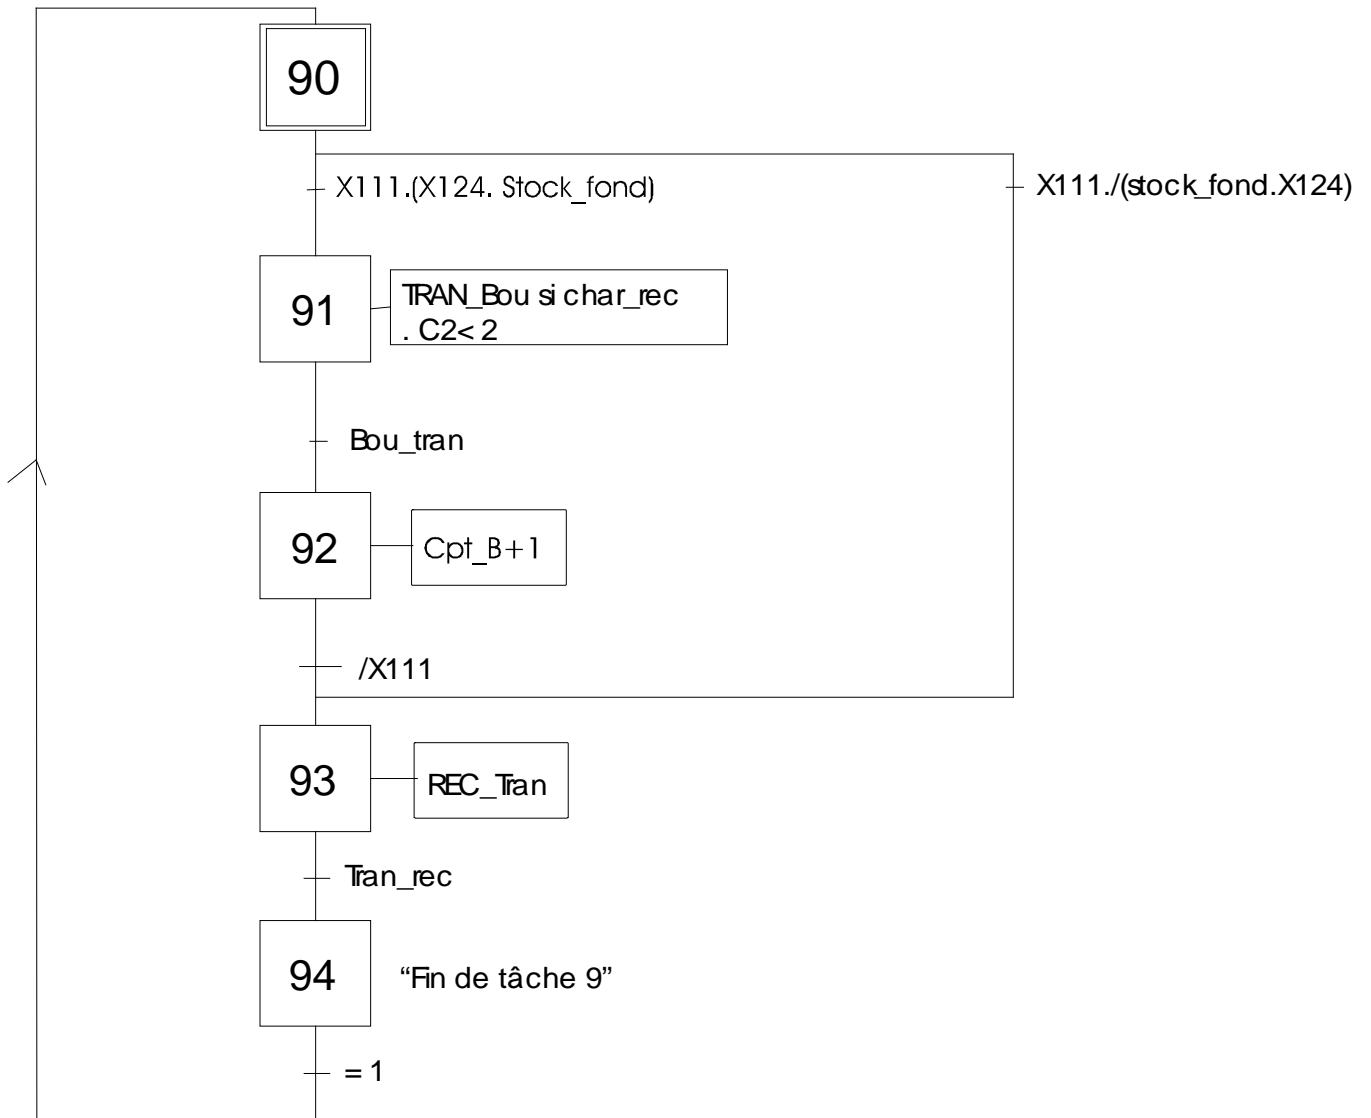 90
X111.(X124. Stock_fond)
X111./(stock_fond.X124)
91
TRAN_Bou si char_rec
. C2< 2
Bou_tran
92
Cpt_B+1
/X111
93
REC_Tran
Tran_rec
94
“Fin de tâche 9”
= 1